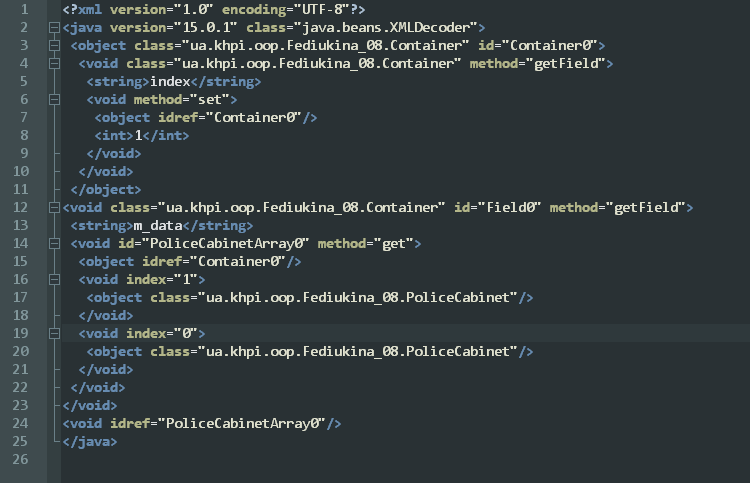 1 <?xml version="1.0" encoding="UTF-8"?>
2 <java version="15.0.1" class="java.beans.XMLDecoder">
3  <object class="ua.khpi.oop.Fediukina_08.Container" id="Container0">
4   <void class="ua.khpi.oop.Fediukina_08.Container" method="getField">
5    <string>index</string>
6    <void method="set">
7     <object idref="Container0"/>
8     <int>1</int>
9    </void>
10   </void>
11  </object>
12 <void class="ua.khpi.oop.Fediukina_08.Container" id="Field0" method="getField">
13  <string>m_data</string>
14  <void id="PoliceCabinetArray0" method="get">
15   <object idref="Container0"/>
16   <void index="1">
17    <object class="ua.khpi.oop.Fediukina_08.PoliceCabinet"/>
18   </void>
19   <void index="0">
20    <object class="ua.khpi.oop.Fediukina_08.PoliceCabinet"/>
21   </void>
22  </void>
23 </void>
24 <void idref="PoliceCabinetArray0"/>
25 </java>
26